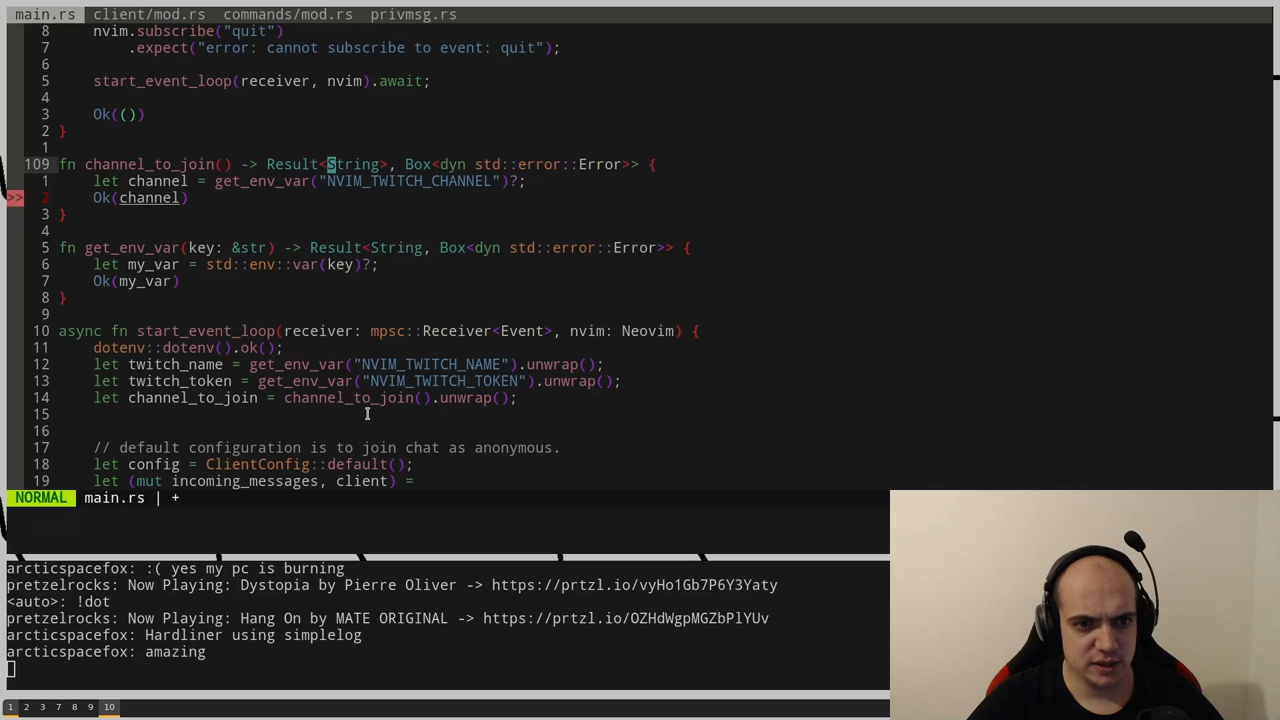 main.rs client/mod.rs commands/mod.rs privmsg.rs
8 nvim.subscribe("quit")
7 .expect("error: cannot subscribe to event: quit");
6
5 start_event_loop(receiver, nvim).await;
4
3 Ok(())
2 }
1
109 fn channel_to_join() -> Result<String>, Box<dyn std::error::Error>> {
1 let channel = get_env_var("NVIM_TWITCH_CHANNEL")?;
>> 2 Ok(channel)
3 }
4
5 fn get_env_var(key: &str) -> Result<String, Box<dyn std::error::Error>> {
6 let my_var = std::env::var(key)?;
7 Ok(my_var)
8 }
9
10 async fn start_event_loop(receiver: mpsc::Receiver<Event>, nvim: Neovim) {
11 dotenv::dotenv().ok();
12 let twitch_name = get_env_var("NVIM_TWITCH_NAME").unwrap();
13 let twitch_token = get_env_var("NVIM_TWITCH_TOKEN").unwrap();
14 let channel_to_join = channel_to_join().unwrap();
15
16
17 // default configuration is to join chat as anonymous.
18 let config = ClientConfig::default();
19 let (mut incoming_messages, client) =
NORMAL main.rs | +
arcticspacefox: :( yes my pc is burning
pretzelrocks: Now Playing: Dystopia by Pierre Oliver -> https://prtzl.io/vyHo1Gb7P6Y3Yaty
<auto>: !dot
pretzelrocks: Now Playing: Hang On by MATE ORIGINAL -> https://prtzl.io/OZHdWgpMGZbPlYUv
arcticspacefox: Hardliner using simplelog
arcticspacefox: amazing
1 2 3 7 8 9 10